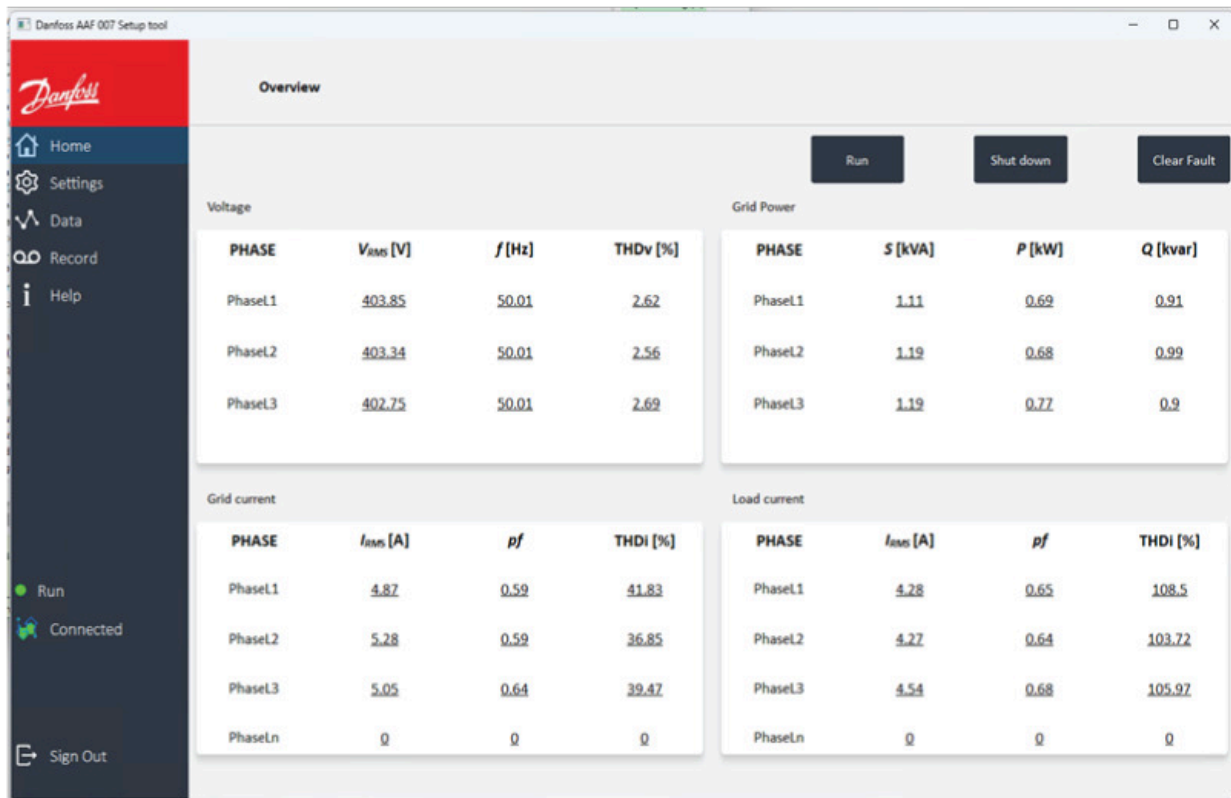 Danfoss AAF 007 Setup tool
Danfoss
Overview
Home
Settings
Data
Record
Help
Run
Connected
Sign Out
Run Shut down Clear Fault
Voltage
PHASE VRMS [V] f [Hz] THDv [%]
PhaseL1 403.85 50.01 2.62
PhaseL2 403.34 50.01 2.56
PhaseL3 402.75 50.01 2.69
Grid Power
PHASE S [kVA] P [kW] Q [kvar]
PhaseL1 1.11 0.69 0.91
PhaseL2 1.19 0.68 0.99
PhaseL3 1.19 0.77 0.9
Grid current
PHASE IRMS [A] pf THDi [%]
PhaseL1 4.87 0.59 41.83
PhaseL2 5.28 0.59 36.85
PhaseL3 5.05 0.64 39.47
PhaseLn 0 0 0
Load current
PHASE IRMS [A] pf THDi [%]
PhaseL1 4.28 0.65 108.5
PhaseL2 4.27 0.64 103.72
PhaseL3 4.54 0.68 105.97
PhaseLn 0 0 0